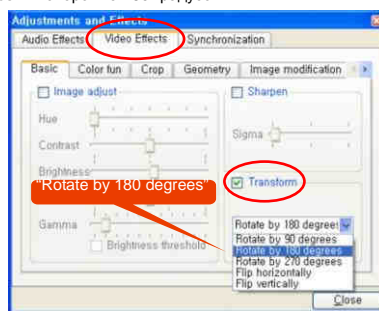 Adjustments and Effects
Audio Effects Video Effects Synchronization
Basic Color fun Crop Geometry Image modification
Image adjust
Sharpen
Hue
Sigma
Contrast
Brightness
"Rotate by 180 degrees"
Transform
Gamma
Brightness threshold
Rotate by 180 degrees
Rotate by 90 degrees
Rotate by 180 degrees
Rotate by 270 degrees
Flip horizontally
Flip vertically
Close